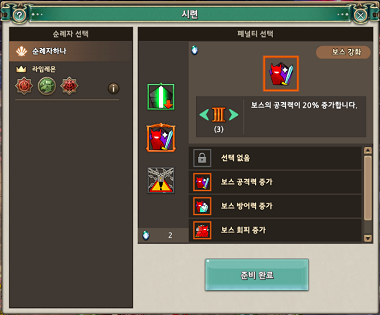 ?
시련
순례자 선택
페널티 선택
순례자하나
라임레몬
보스 강화
보스의 공격력이 20% 증가합니다.
III
(3)
선택 없음
보스 공격력 증가
보스 방어력 증가
보스 회피 증가
2
준비 완료